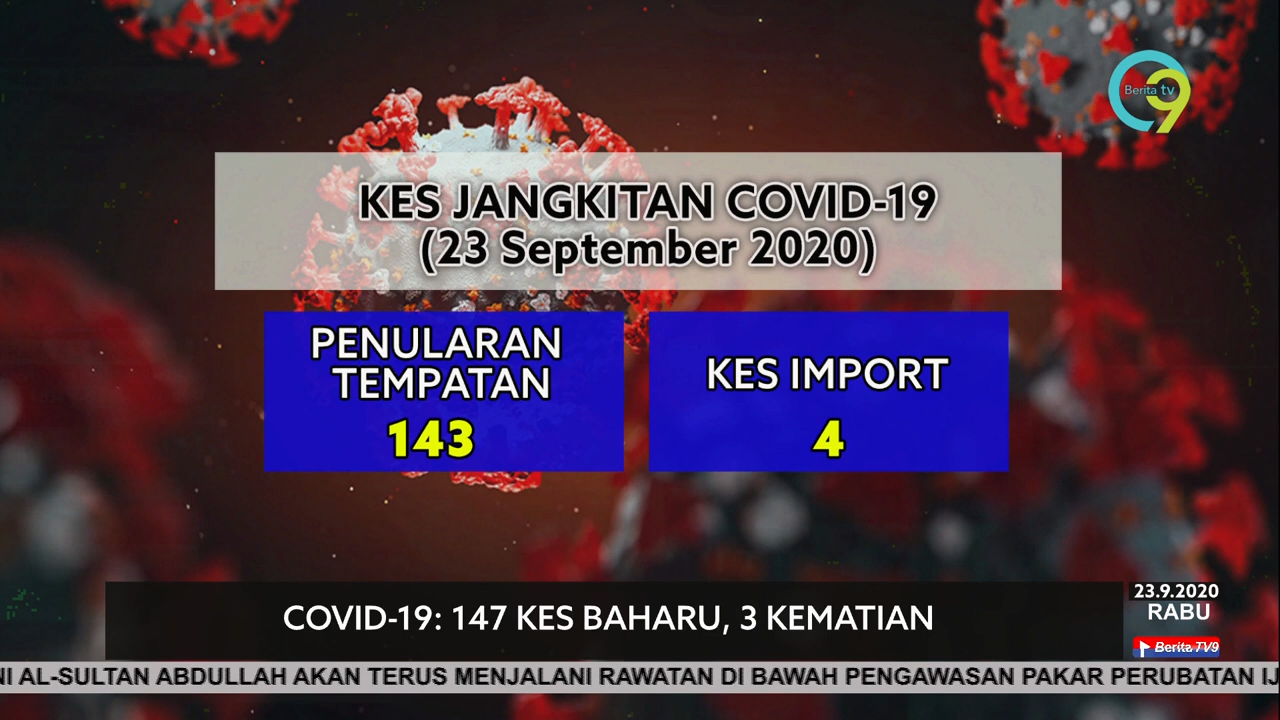 Berita tv
9
KES JANGKITAN COVID-19
(23 September 2020)
PENULARAN
TEMPATAN
143
KES IMPORT
4
COVID-19: 147 KES BAHARU, 3 KEMATIAN
23.9.2020
RABU
Berita TV9
AL-SULTAN ABDULLAH AKAN TERUS MENJALANI RAWATAN DI BAWAH PENGAWASAN PAKAR PERUBATAN